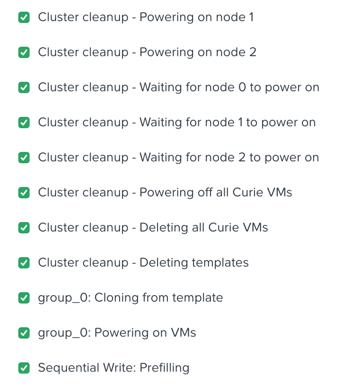 Cluster cleanup - Powering on node 1
Cluster cleanup - Powering on node 2
Cluster cleanup - Waiting for node 0 to power on
Cluster cleanup - Waiting for node 1 to power on
Cluster cleanup - Waiting for node 2 to power on
Cluster cleanup - Powering off all Curie VMs
Cluster cleanup - Deleting all Curie VMs
Cluster cleanup - Deleting templates
group_0: Cloning from template
group_0: Powering on VMs
Sequential Write: Prefilling